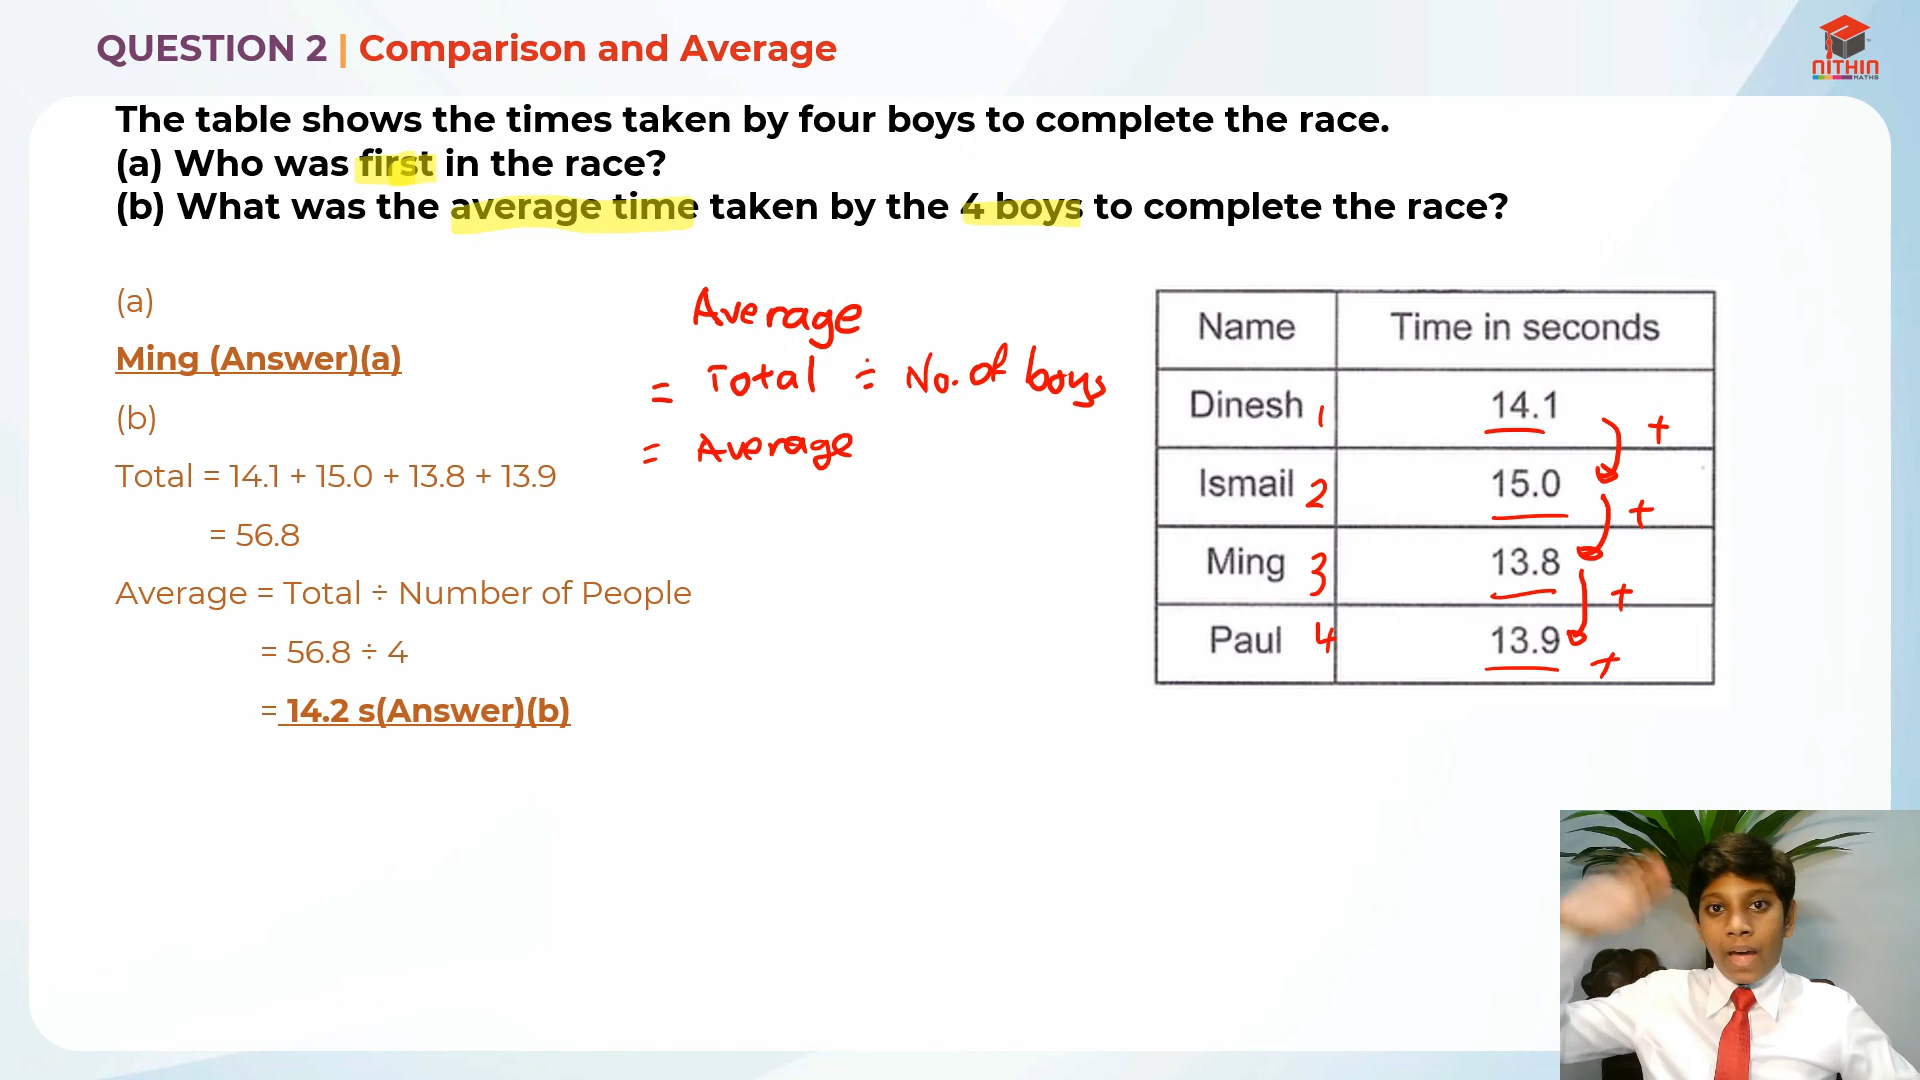 QUESTION 2 | Comparison and Average
NITHIN
MATHS
The table shows the times taken by four boys to complete the race.
(a) Who was first in the race?
(b) What was the average time taken by the 4 boys to complete the race?
(a)
Ming (Answer)(a)
(b)
Total = 14.1 + 15.0 + 13.8 + 13.9
= 56.8
Average = Total ÷ Number of People
= 56.8 ÷ 4
= 14.2 s(Answer)(b)
Average
= Total ÷ No. of boys
= Average
Name Time in seconds
Dinesh 1 14.1 +
Ismail 2 15.0 +
Ming 3 13.8 +
Paul 4 13.9 +